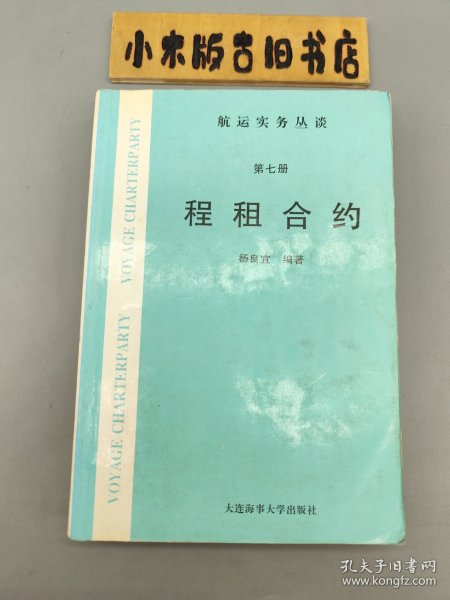 小宋版古旧书店
航运实务丛谈
第七册
程租合约
杨良宜 编著
VOYAGE CHARTERPARTY VOYAGE CHARTERPARTY
大连海事大学出版社
孔夫子旧书网
www.kongfz.com